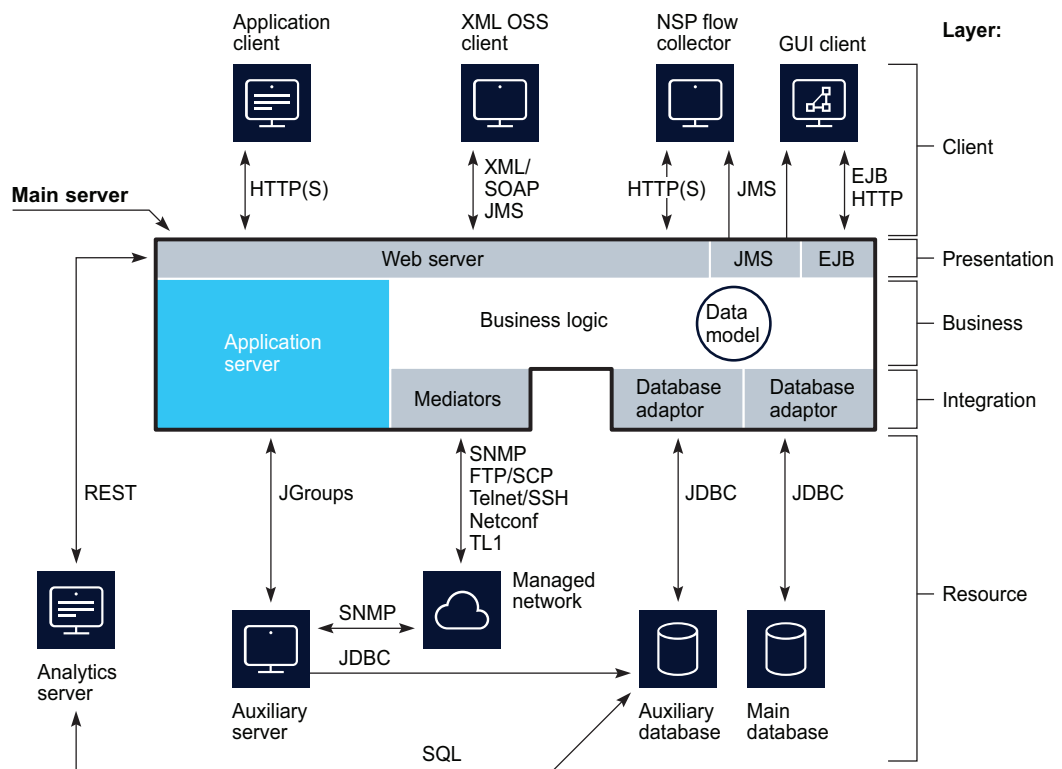 Application
client
XML OSS
client
NSP flow
collector
GUI client
Layer:
Client
HTTP(S)
XML/
SOAP
JMS
HTTP(S)
JMS
EJB
HTTP
Main server
Web server
JMS
EJB
Presentation
Application
server
Business logic
Data
model
Business
Mediators
Database
adaptor
Database
adaptor
Integration
REST
JGroups
SNMP
FTP/SCP
Telnet/SSH
Netconf
TL1
JDBC
JDBC
Managed
network
Resource
SNMP
JDBC
Analytics
server
Auxiliary
server
Auxiliary
database
Main
database
SQL